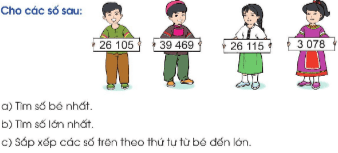 Cho các số sau:
26 105 39 469 26 115 3 078
a) Tìm số bé nhất.
b) Tìm số lớn nhất.
c) Sắp xếp các số trên theo thứ tự từ bé đến lớn.